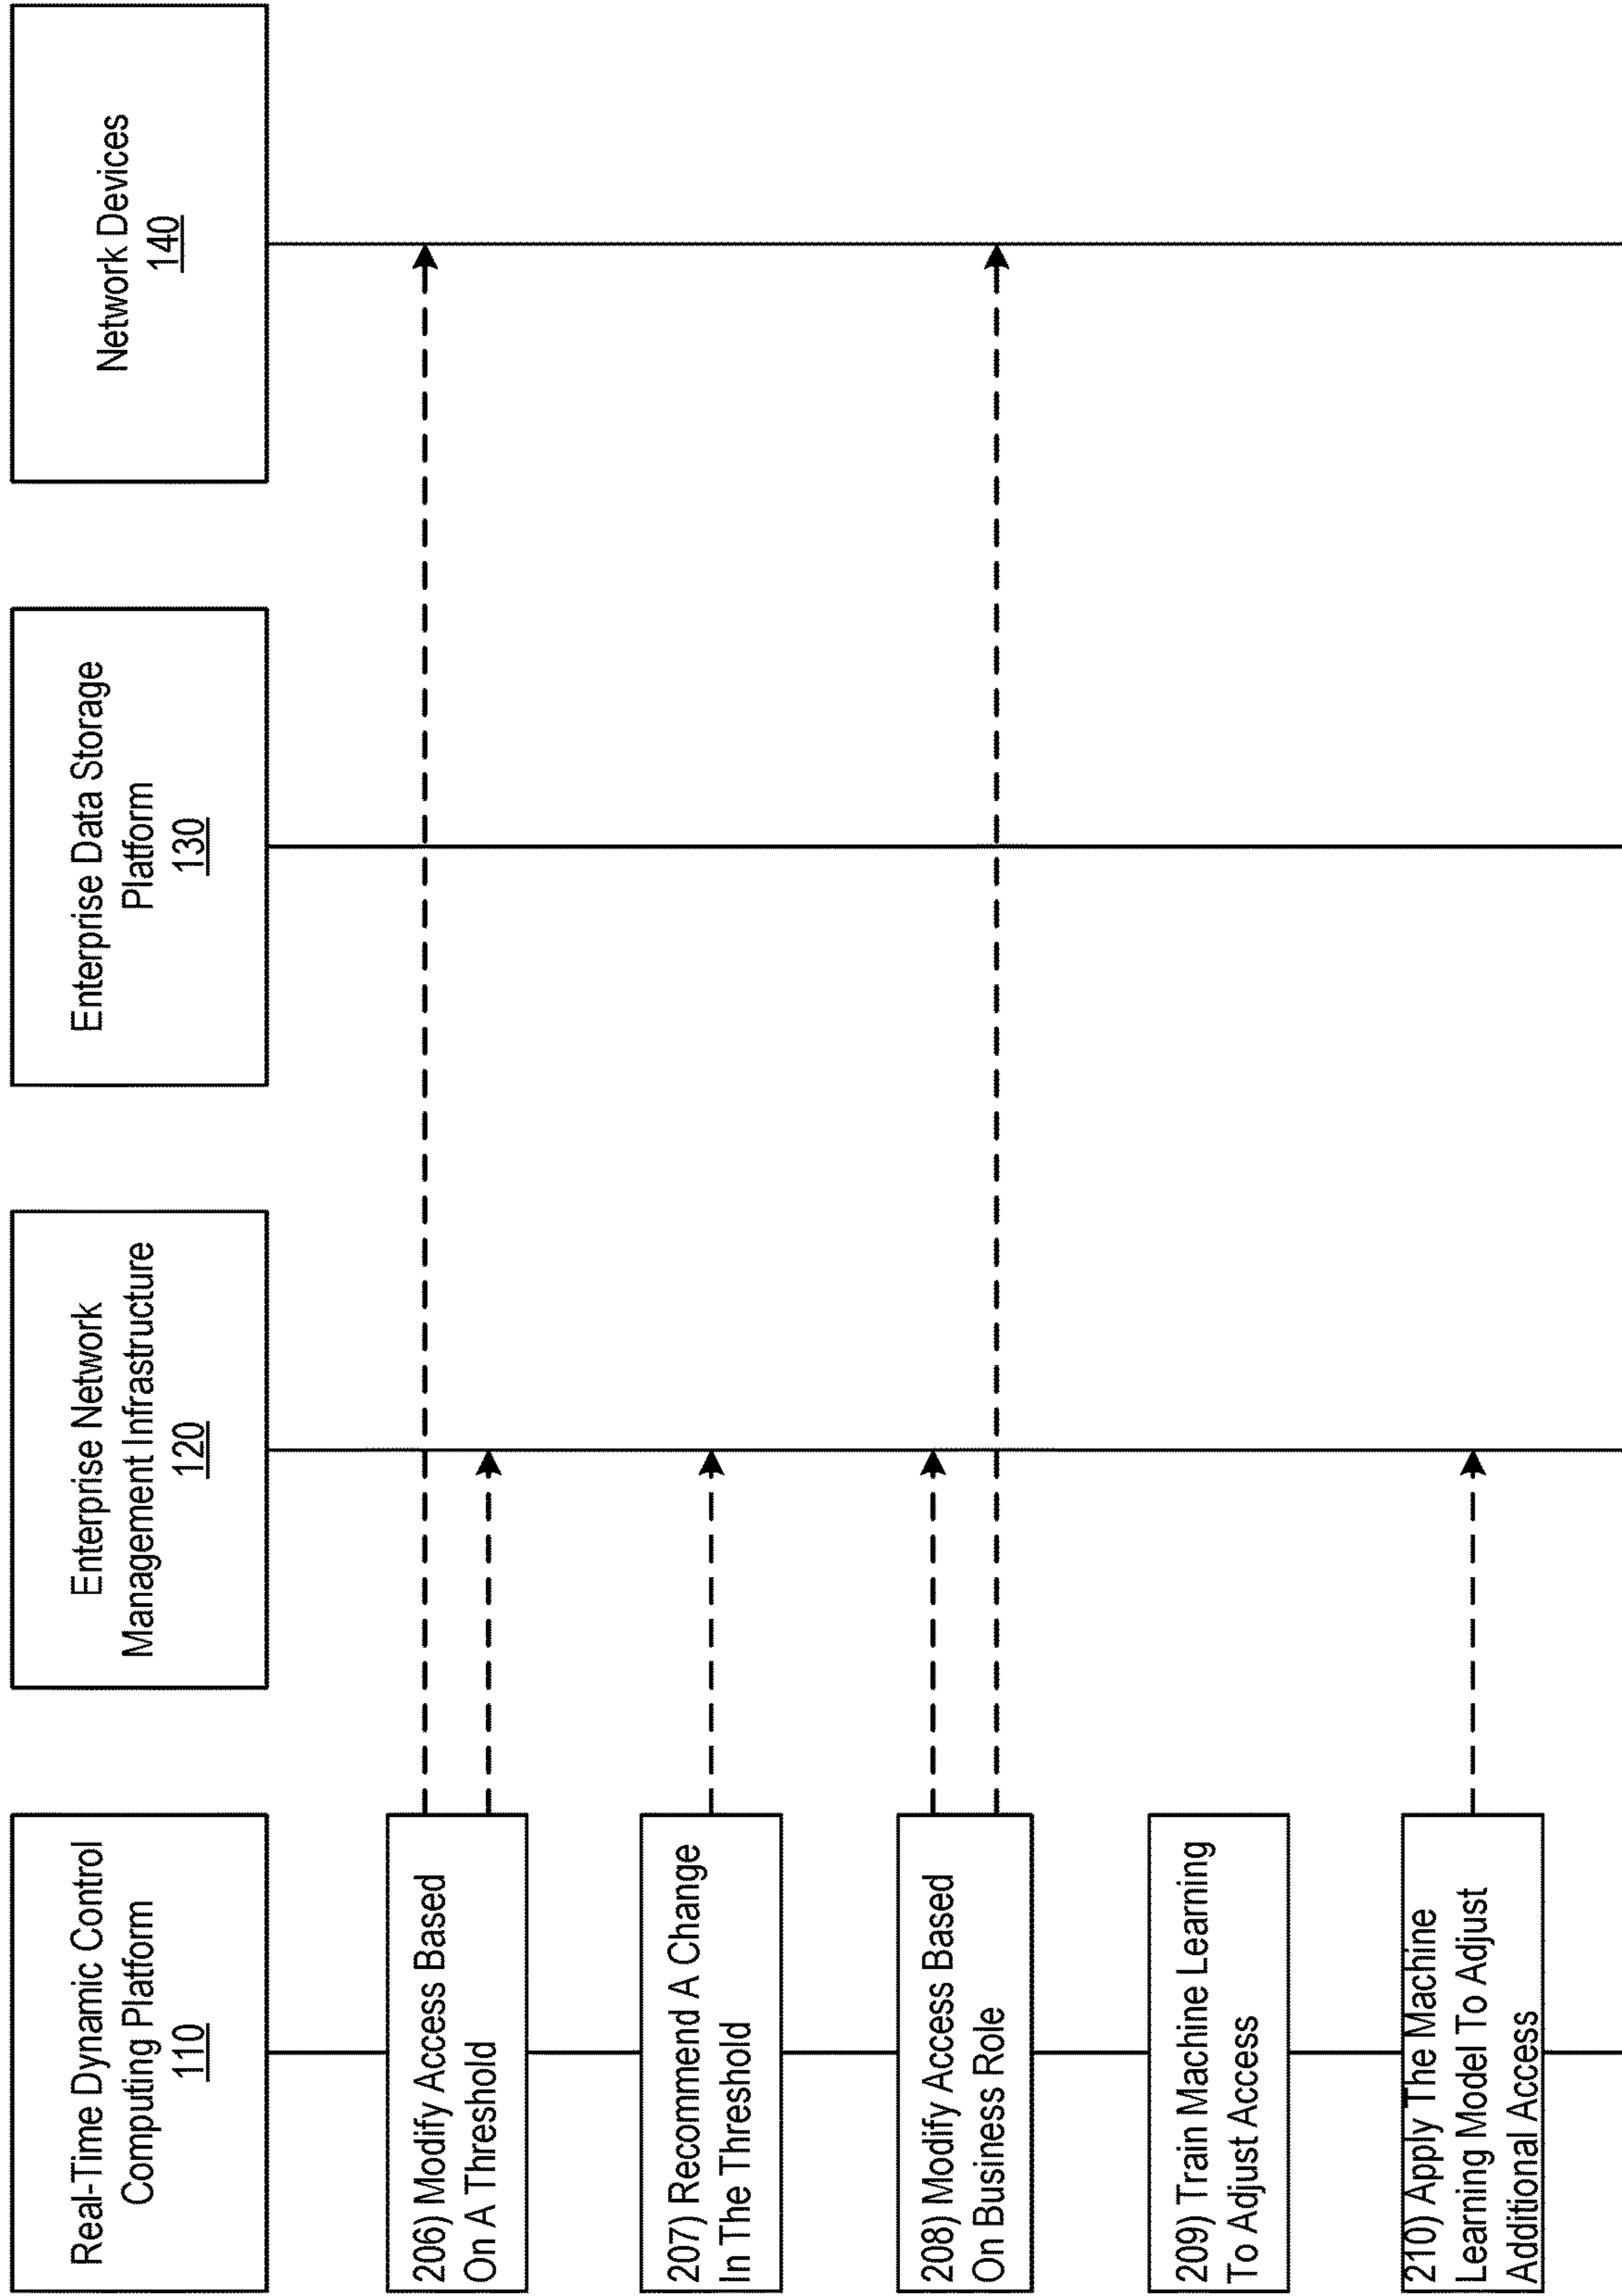 Real-Time Dynamic Control
Computing Platform
110
Enterprise Network
Management Infrastructure
120
Enterprise Data Storage
Platform
130
Network Devices
140
206) Modify Access Based
On A Threshold
207) Recommend A Change
In The Threshold
208) Modify Access Based
On Business Role
209) Train Machine Learning
To Adjust Access
210) Apply The Machine
Learning Model To Adjust
Additional Access